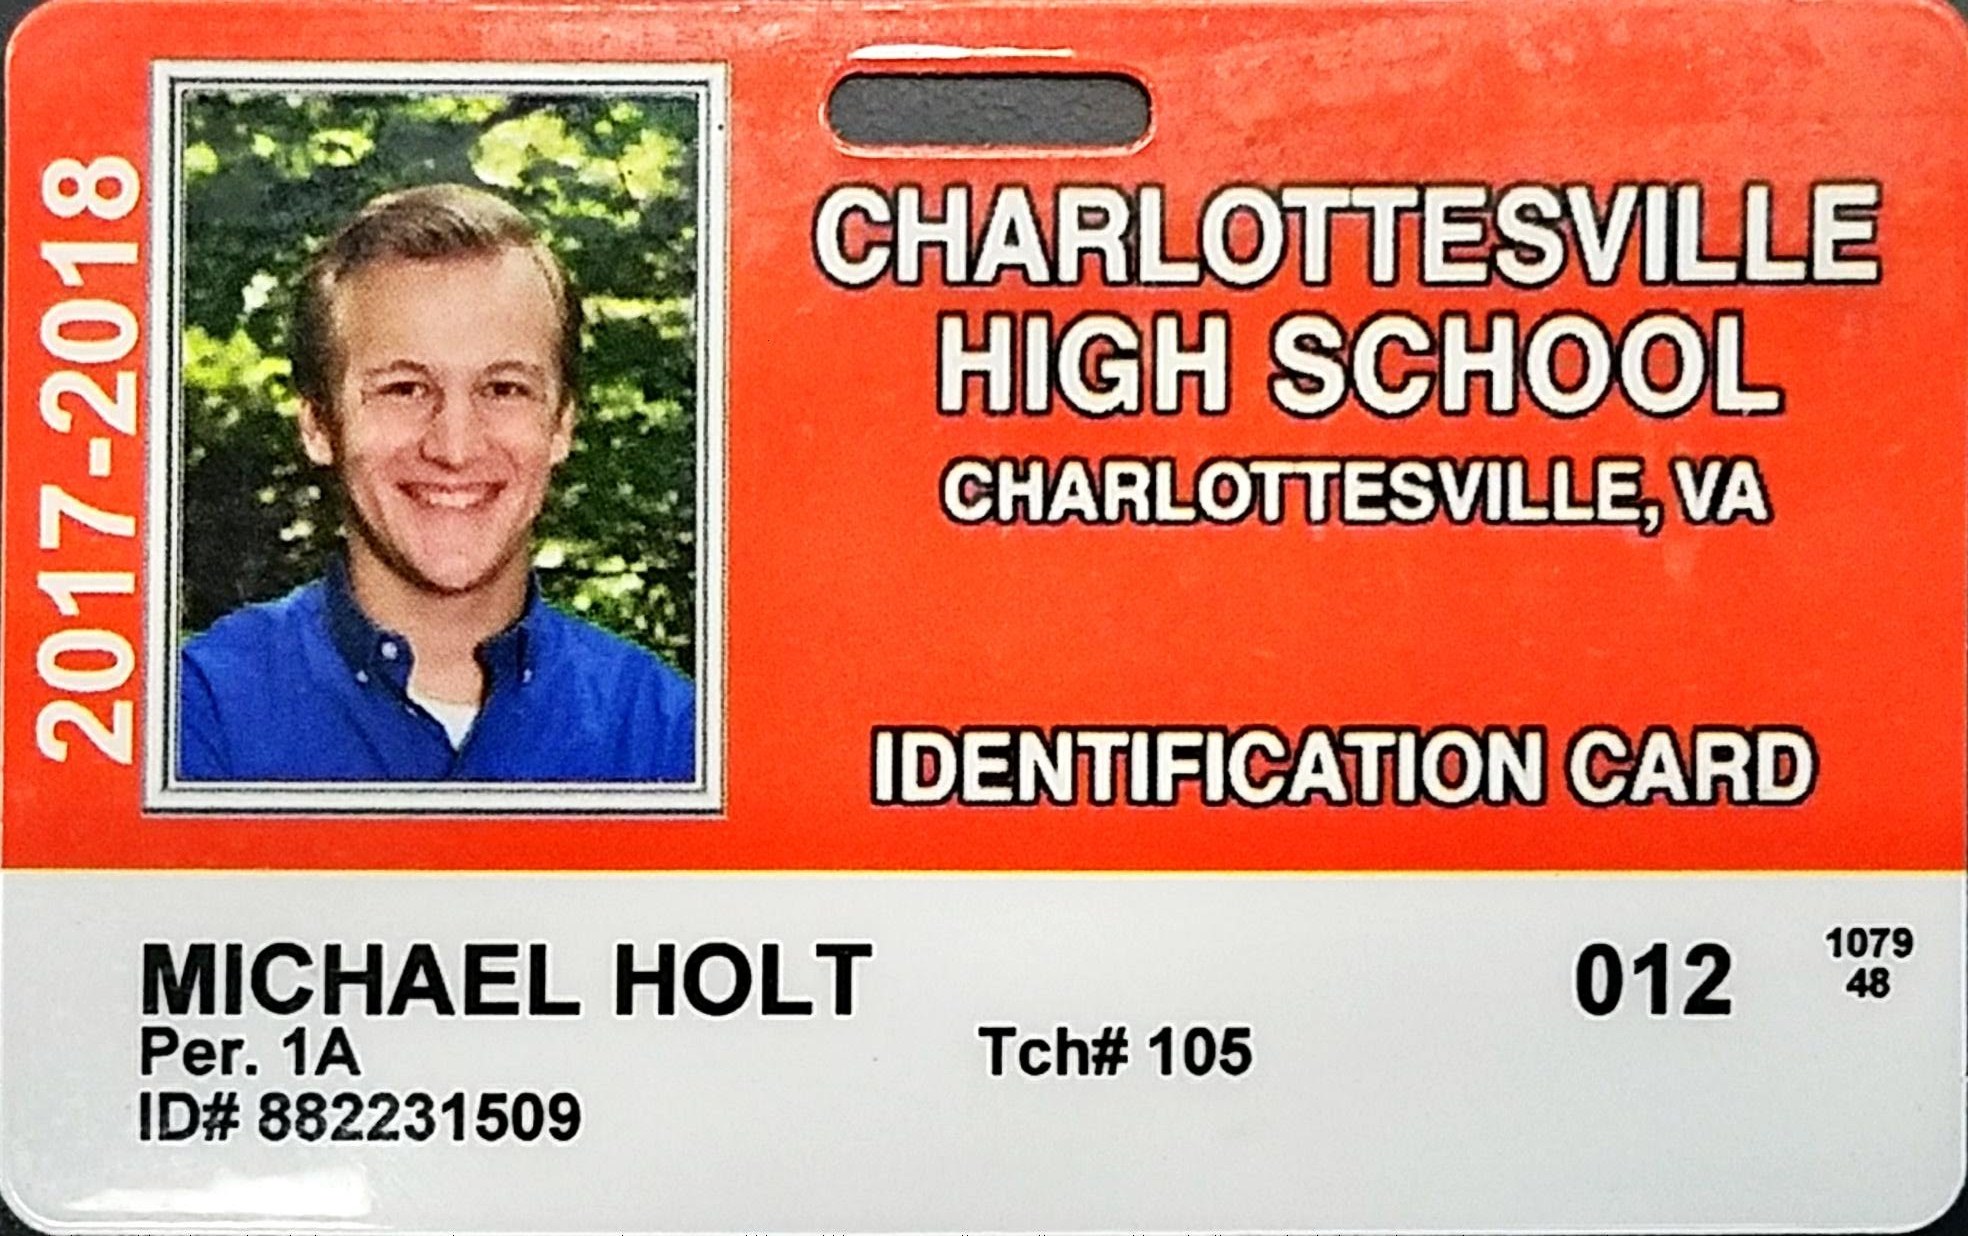 2017-2018
CHARLOTTESVILLE
HIGH SCHOOL
CHARLOTTESVILLE, VA
IDENTIFICATION CARD
MICHAEL HOLT
012
1079
48
Per. 1A
Tch# 105
ID# 882231509